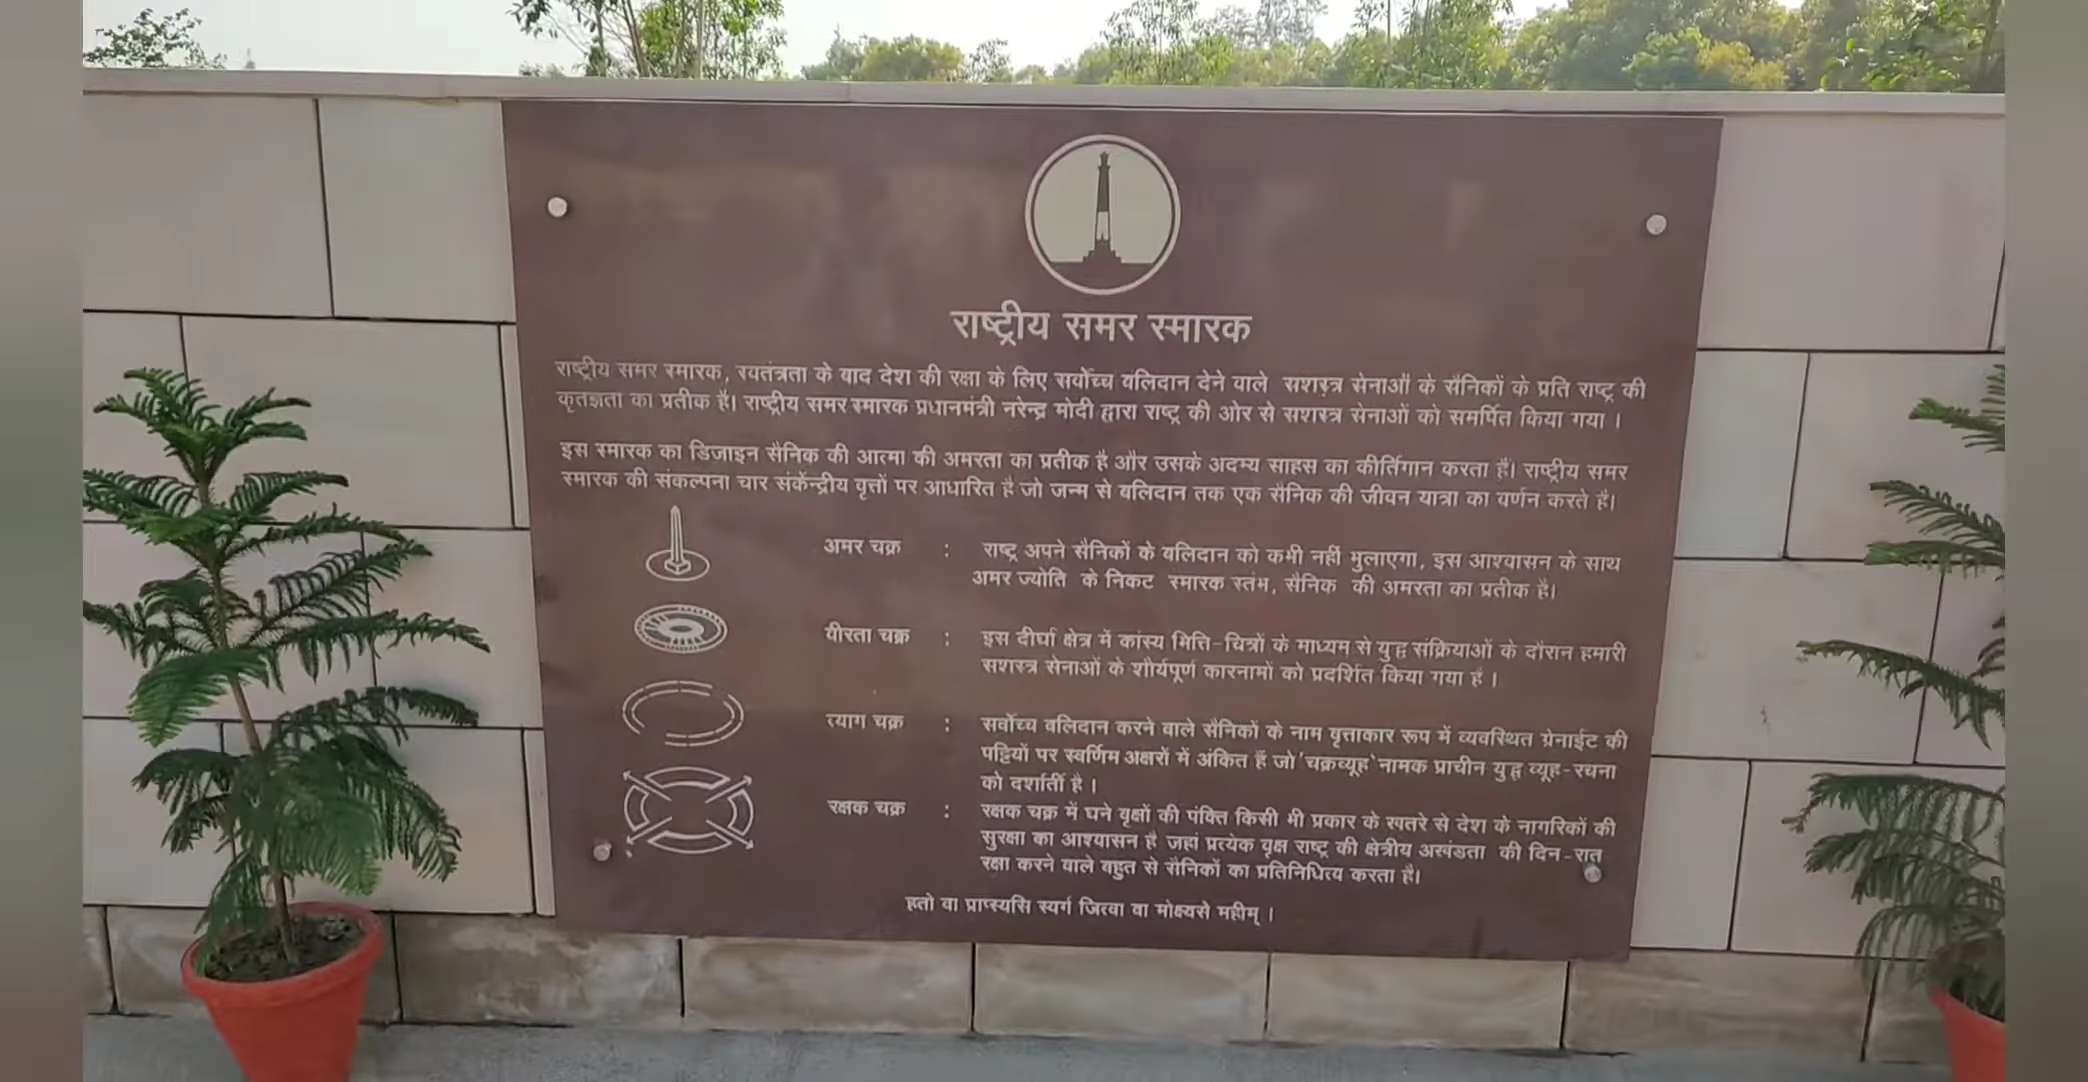 राष्ट्रीय समर स्मारक
राष्ट्रीय समर स्मारक, स्वतंत्रता के बाद देश की रक्षा के लिए सर्वोच्च बलिदान देने वाले सशस्त्र सेनाओं के सैनिकों के प्रति राष्ट्र की
कृतज्ञता का प्रतीक है। राष्ट्रीय समर स्मारक प्रधानमंत्री नरेन्द्र मोदी द्वारा राष्ट्र की ओर से सशस्त्र सेनाओं को समर्पित किया गया ।
इस स्मारक का डिजाइन सैनिक की आत्मा की अमरता का प्रतीक है और उसके अदम्य साहस का कीर्तिगान करता है। राष्ट्रीय समर
स्मारक की संकल्पना चार संकेंन्द्रीय वृत्तों पर आधारित है जो जन्म से बलिदान तक एक सैनिक की जीवन यात्रा का वर्णन करते है।
अमर चक्र : राष्ट्र अपने सैनिकों के बलिदान को कभी नहीं भुलाएगा, इस आश्वासन के साथ
अमर ज्योति के निकट स्मारक स्तंभ, सैनिक की अमरता का प्रतीक है।
वीरता चक्र : इस दीर्घा क्षेत्र में कांस्य भित्ति-चित्रों के माध्यम से युद्ध संक्रियाओं के दौरान हमारी
सशस्त्र सेनाओं के शौर्यपूर्ण कारनामों को प्रदर्शित किया गया है ।
त्याग चक्र : सर्वोच्च बलिदान करने वाले सैनिकों के नाम वृत्ताकार रूप में व्यवस्थित ग्रेनाईट की
पट्टियों पर स्वर्णिम अक्षरों में अंकित हैं जो 'चक्रव्यूह' नामक प्राचीन युद्ध व्यूह-रचना
को दर्शातीं है ।
रक्षक चक्र : रक्षक चक्र में घने वृक्षों की पंक्ति किसी भी प्रकार के खतरे से देश के नागरिकों की
सुरक्षा का आश्वासन है जहां प्रत्येक वृक्ष राष्ट्र की क्षेत्रीय अखंडता की दिन-रात
रक्षा करने वाले बहुत से सैनिकों का प्रतिनिधित्व करता है।
हतो वा प्राप्स्यसि स्वर्ग जित्वा वा मोक्ष्यसे महीम् ।